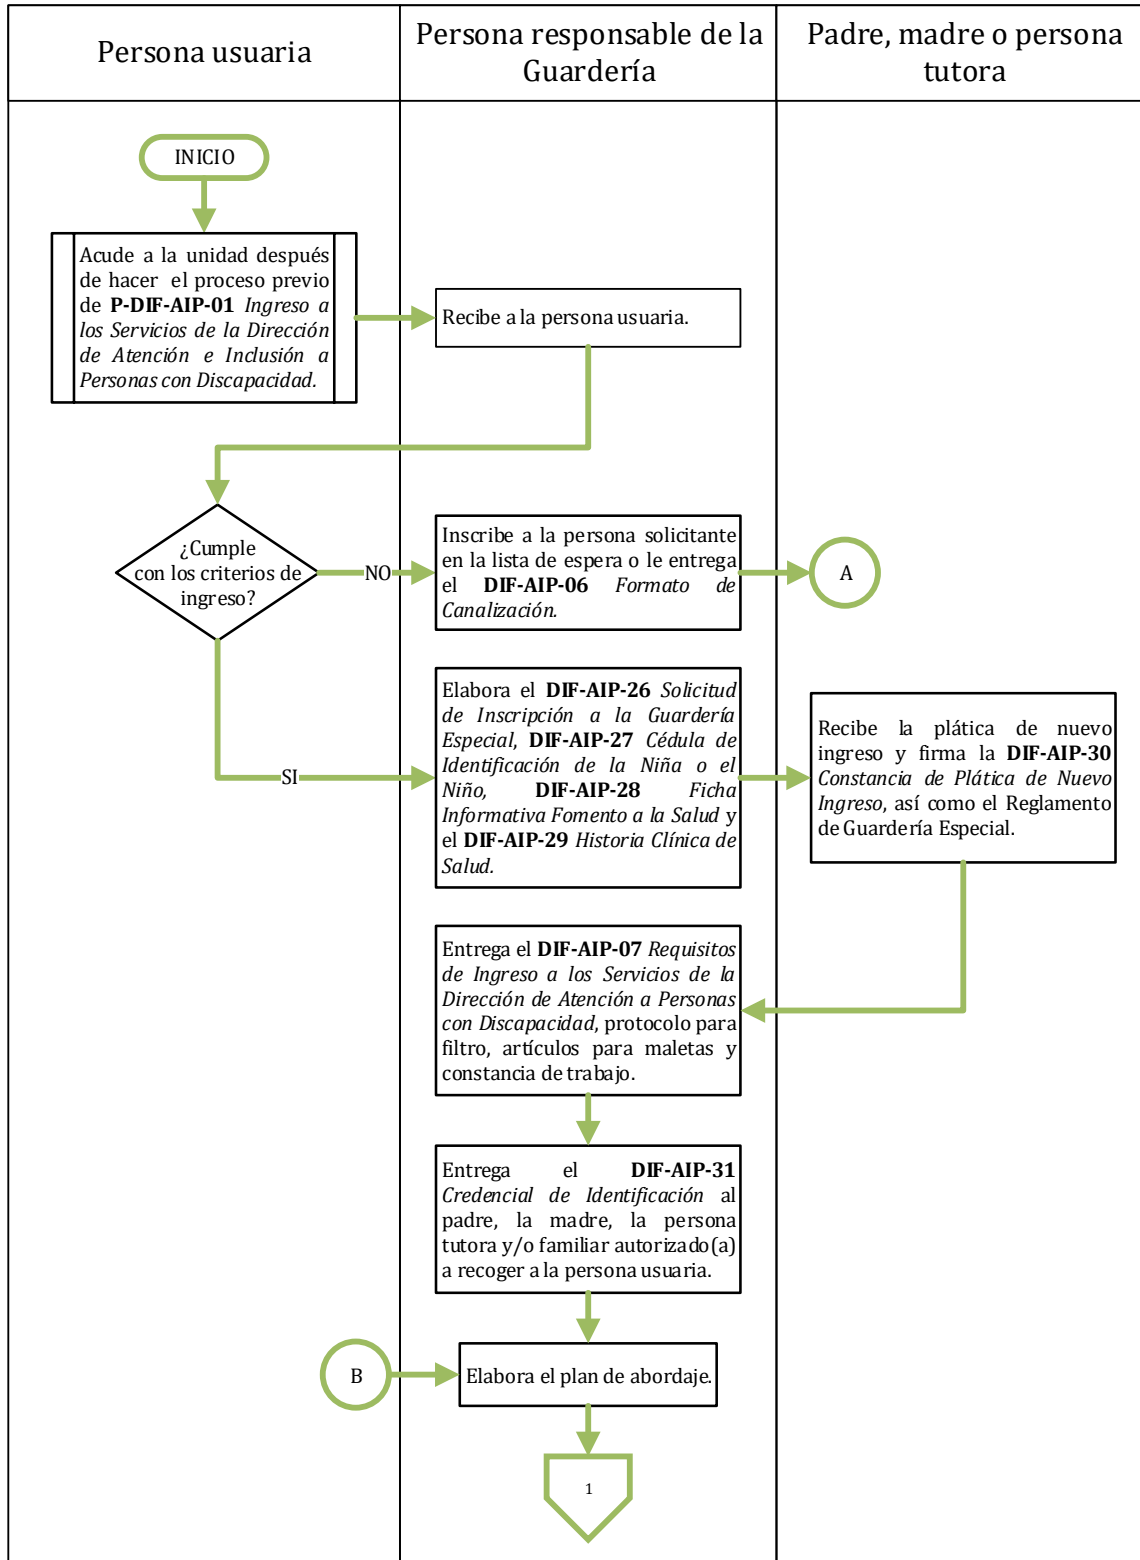 Persona usuaria
Persona responsable de la
Guardería
Padre, madre o persona
tutora
INICIO
Acude a la unidad después
de hacer el proceso previo
de P-DIF-AIP-01 Ingreso a
los Servicios de la Dirección
de Atención e Inclusión a
Personas con Discapacidad.
Recibe a la persona usuaria.
¿Cumple
con los criterios de
ingreso?
NO
Inscribe a la persona solicitante
en la lista de espera o le entrega
el DIF-AIP-06 Formato de
Canalización.
A
SI
Elabora el DIF-AIP-26 Solicitud
de Inscripción a la Guardería
Especial, DIF-AIP-27 Cédula de
Identificación de la Niña o el
Niño, DIF-AIP-28 Ficha
Informativa Fomento a la Salud y
el DIF-AIP-29 Historia Clínica de
Salud.
Recibe la plática de nuevo
ingreso y firma la DIF-AIP-30
Constancia de Plática de Nuevo
Ingreso, así como el Reglamento
de Guardería Especial.
Entrega el DIF-AIP-07 Requisitos
de Ingreso a los Servicios de la
Dirección de Atención a Personas
con Discapacidad, protocolo para
filtro, artículos para maletas y
constancia de trabajo.
Entrega el DIF-AIP-31
Credencial de Identificación al
padre, la madre, la persona
tutora y/o familiar autorizado(a)
a recoger a la persona usuaria.
B
Elabora el plan de abordaje.
1